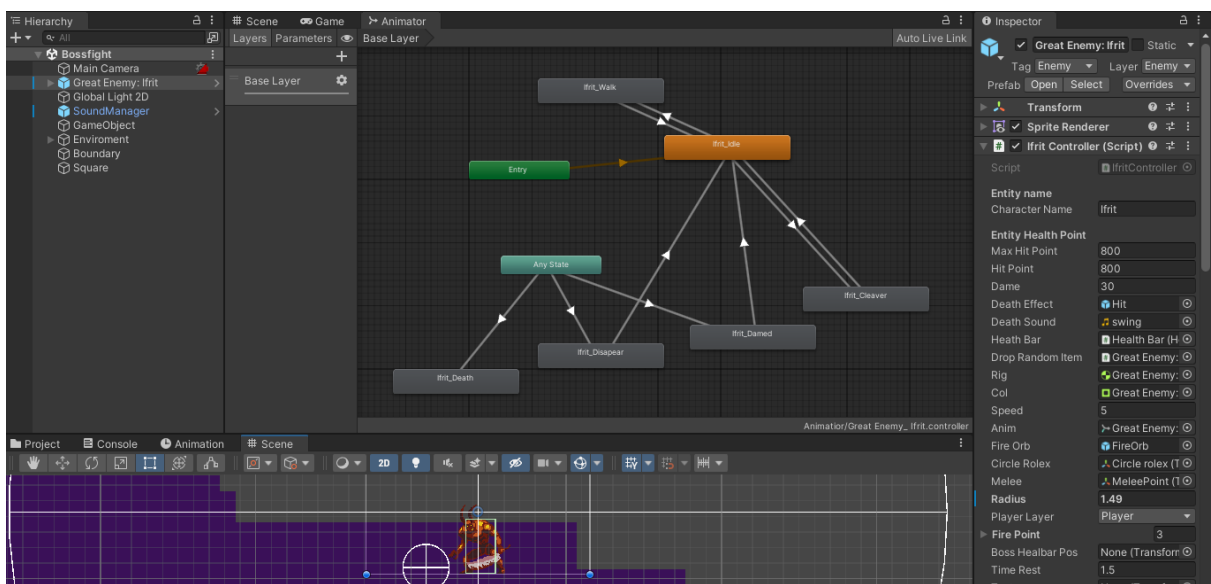 Hierarchy
All
Bossfight
Main Camera
Great Enemy: Ifrit
Global Light 2D
SoundManager
GameObject
Enviroment
Boundary
Square
Scene Game Animator
Layers Parameters Base Layer Auto Live Link
Base Layer
Ifrit_Walk
Ifrit_Idle
Entry
Any State
Ifrit_Cleaver
Ifrit_Damed
Ifrit_Disapear
Ifrit_Death
Animatior/Great Enemy_ Ifrit.controller
Project Console Animation Scene
2D
Inspector
Great Enemy: Ifrit Static
Tag Enemy Layer Enemy
Prefab Open Select Overrides
Transform
Sprite Renderer
Ifrit Controller (Script)
Script IfritController
Entity name
Character Name Ifrit
Entity Health Point
Max Hit Point 800
Hit Point 800
Dame 30
Death Effect Hit
Death Sound swing
Heath Bar Health Bar (H
Drop Random Item Great Enemy:
Rig Great Enemy:
Col Great Enemy:
Speed 5
Anim Great Enemy:
Fire Orb FireOrb
Circle Rolex Circle rolex (T
Melee MeleePoint (T
Radius 1.49
Player Layer Player
Fire Point 3
Boss Healbar Pos None (Transform
Time Rest 1.5